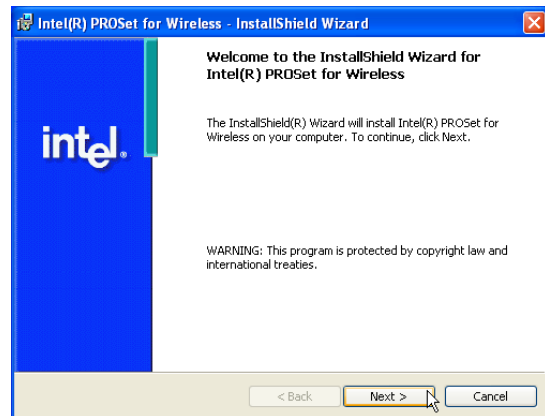 Intel(R) PROSet for Wireless - InstallShield Wizard
Welcome to the InstallShield Wizard for
Intel(R) PROSet for Wireless
The InstallShield(R) Wizard will install Intel(R) PROSet for
Wireless on your computer. To continue, click Next.
intel.
WARNING: This program is protected by copyright law and
international treaties.
< Back Next > Cancel